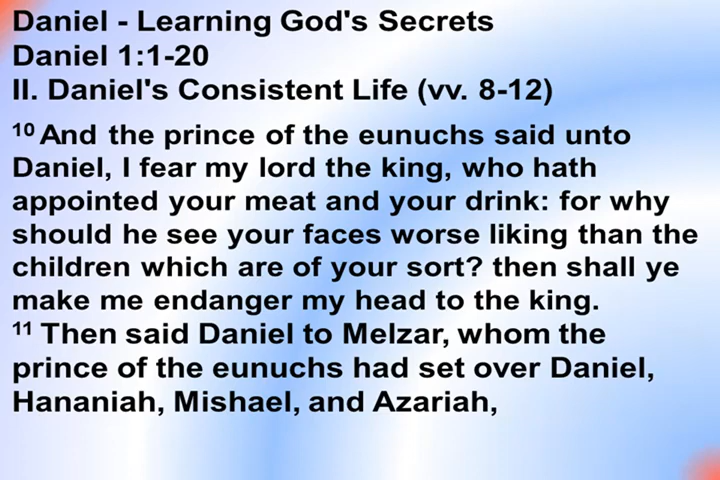 Daniel - Learning God's Secrets
Daniel 1:1-20
II. Daniel's Consistent Life (vv. 8-12)
10 And the prince of the eunuchs said unto
Daniel, I fear my lord the king, who hath
appointed your meat and your drink: for why
should he see your faces worse liking than the
children which are of your sort? then shall ye
make me endanger my head to the king.
11 Then said Daniel to Melzar, whom the
prince of the eunuchs had set over Daniel,
Hananiah, Mishael, and Azariah,